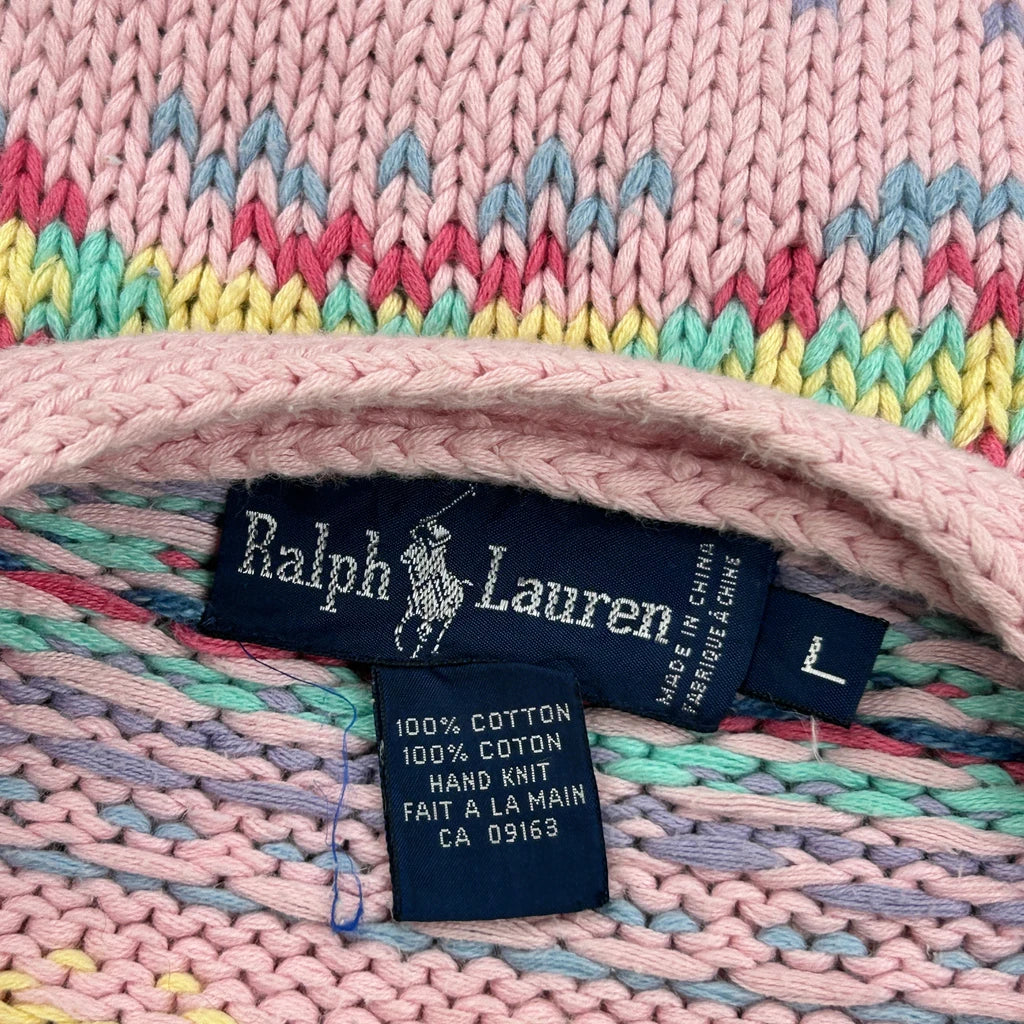 Ralph Lauren
MADE IN CHINA
FABRIQUÉ À CHINE
L
100% COTTON
100% COTON
HAND KNIT
FAIT A LA MAIN
CA 09163